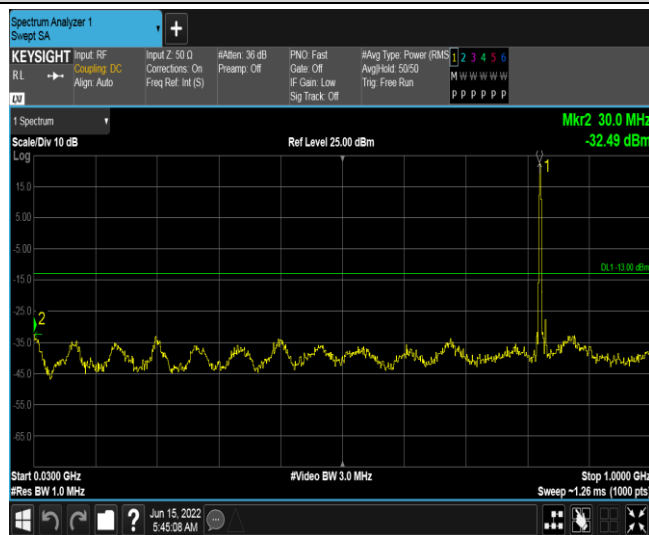 Spectrum Analyzer 1
Swept SA
+
KEYSIGHT
RL
LXI
Input: RF
Coupling: DC
Align: Auto
Input Z: 50 Ω
Corrections: On
Freq Ref: Int (S)
#Atten: 36 dB
Preamp: Off
PNO: Fast
Gate: Off
IF Gain: Low
Sig Track: Off
#Avg Type: Power (RMS
Avg|Hold: 50/50
Trig: Free Run
1 2 3 4 5 6
M W W W W W
P P P P P P
1 Spectrum
Mkr2 30.0 MHz
-32.49 dBm
Scale/Div 10 dB
Ref Level 25.00 dBm
Log
1
15.0
5.00
-5.00
DL1 -13.00 dBm
-15.0
-25.0
2
-35.0
-45.0
-55.0
-65.0
Start 0.0300 GHz
#Video BW 3.0 MHz
Stop 1.0000 GHz
#Res BW 1.0 MHz
Sweep ~1.26 ms (1000 pts)
?
Jun 15, 2022
5:45:08 AM